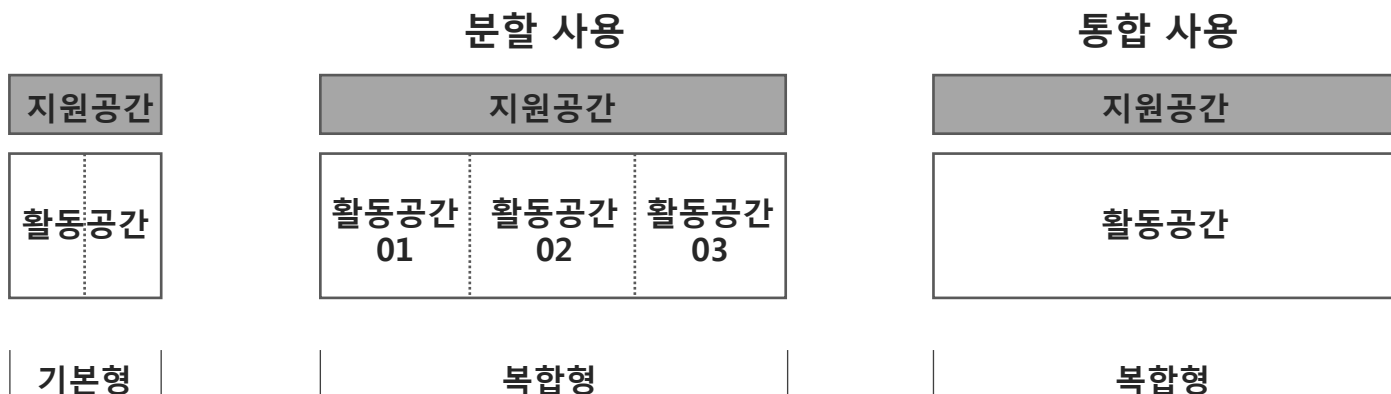 분할 사용
통합 사용
지원공간
지원공간
지원공간
활동공간
활동공간
01
활동공간
02
활동공간
03
활동공간
기본형
복합형
복합형